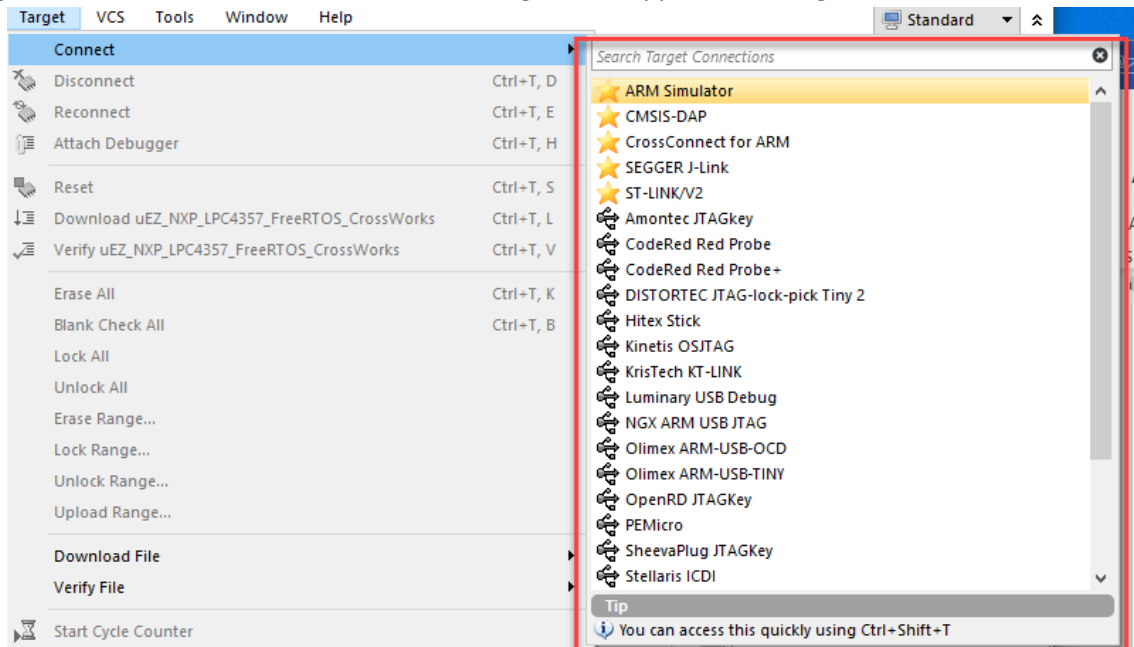 Target VCS Tools Window Help
Standard
Connect
Disconnect Ctrl+T, D
Reconnect Ctrl+T, E
Attach Debugger Ctrl+T, H
Reset Ctrl+T, S
Download uEZ_NXP_LPC4357_FreeRTOS_CrossWorks Ctrl+T, L
Verify uEZ_NXP_LPC4357_FreeRTOS_CrossWorks Ctrl+T, V
Erase All Ctrl+T, K
Blank Check All Ctrl+T, B
Lock All
Unlock All
Erase Range...
Lock Range...
Unlock Range...
Upload Range...
Download File
Verify File
Start Cycle Counter
Search Target Connections
ARM Simulator
CMSIS-DAP
CrossConnect for ARM
SEGGER J-Link
ST-LINK/V2
Amontec JTAGkey
CodeRed Red Probe
CodeRed Red Probe+
DISTORTEC JTAG-lock-pick Tiny 2
Hitex Stick
Kinetis OSJTAG
KrisTech KT-LINK
Luminary USB Debug
NGX ARM USB JTAG
Olimex ARM-USB-OCD
Olimex ARM-USB-TINY
OpenRD JTAGKey
PEMicro
SheevaPlug JTAGKey
Stellaris ICDI
Tip
You can access this quickly using Ctrl+Shift+T